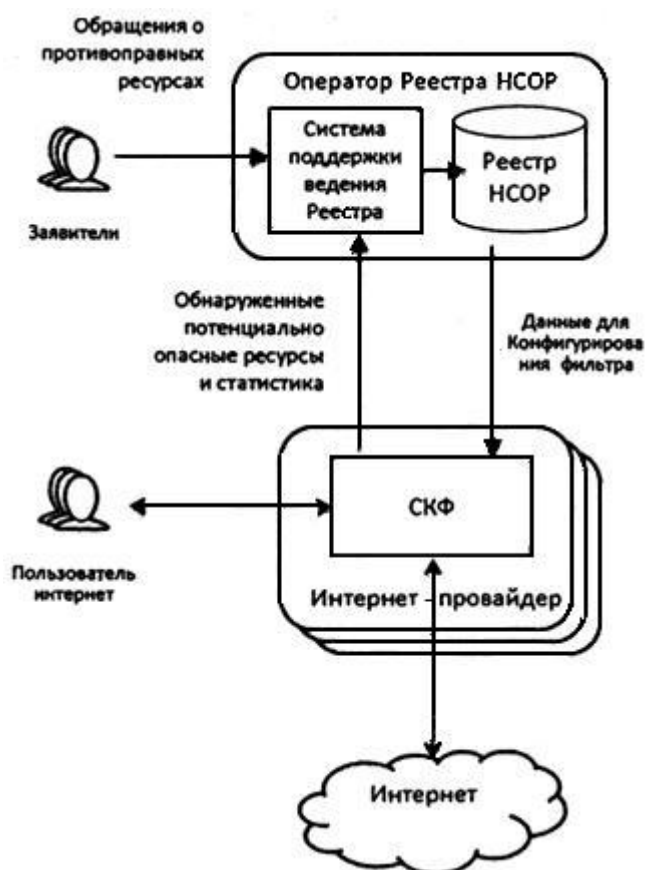 Обращения о
противоправных
ресурсах
Оператор Реестра НСОР
Система
поддержки
ведения
Реестра
Реестр
НСОР
Заявители
Обнаруженные
потенциально
опасные ресурсы
и статистика
Данные для
Конфигурирова
ния фильтра
СКФ
Пользователь
интернет
Интернет - провайдер
Интернет